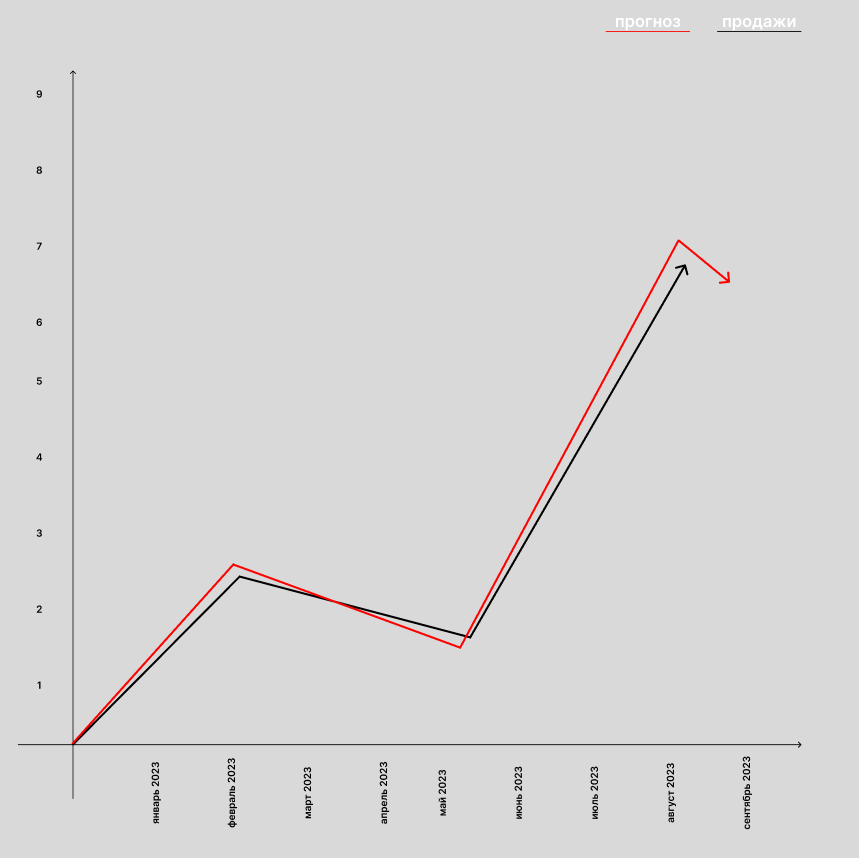 прогноз
продажи
9
8
7
6
5
4
3
2
1
январь 2023
февраль 2023
март 2023
апрель 2023
май 2023
июнь 2023
июль 2023
август 2023
сентябрь 2023